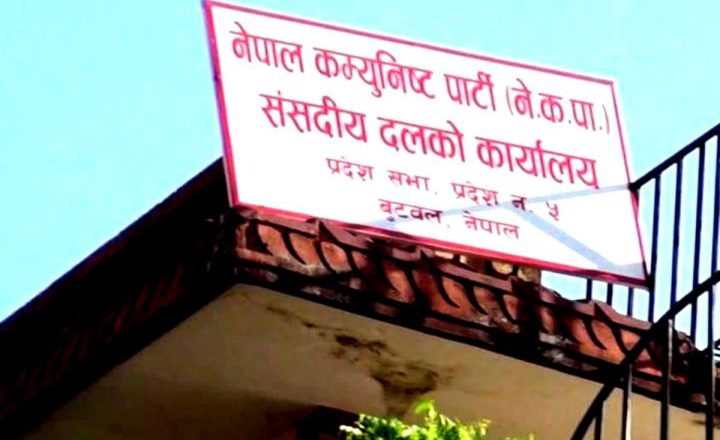 नेपाल कम्युनिष्ट पार्टी (ने.क.पा.)
संसदीय दलको कार्यालय
प्रदेश सभा, प्रदेश न. ५
बुटवल, नेपाल